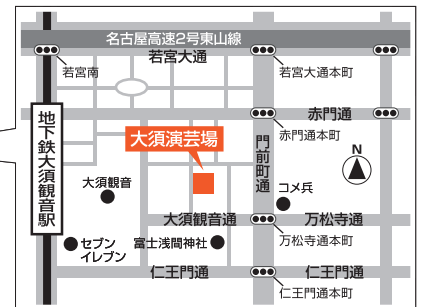 名古屋高速2号東山線
若宮大通
若宮南
若宮大通本町
赤門通
赤門通本町
地下鉄大須観音駅
大須演芸場
門前町通
N
大須観音
コメ兵
大須観音通
万松寺通
セブン
イレブン
富士浅間神社
万松寺通本町
仁王門通
仁王門通
仁王門通本町